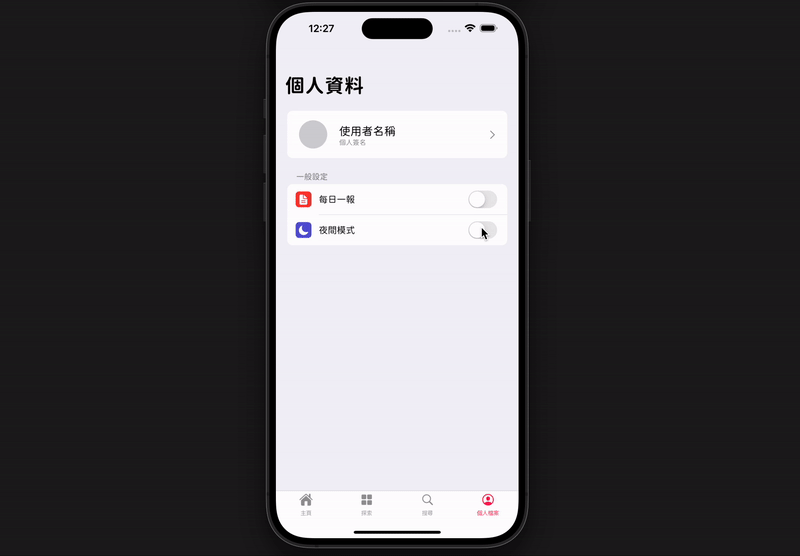 12:27
個人資料
使用者名稱
個人簽名
一般設定
每日一報
夜間模式
主頁
探索
搜尋
個人檔案